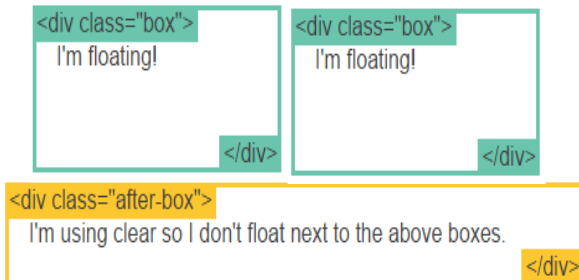 <div class="box">
I'm floating!
</div>
<div class="box">
I'm floating!
</div>
<div class="after-box">
I'm using clear so I don't float next to the above boxes.
</div>